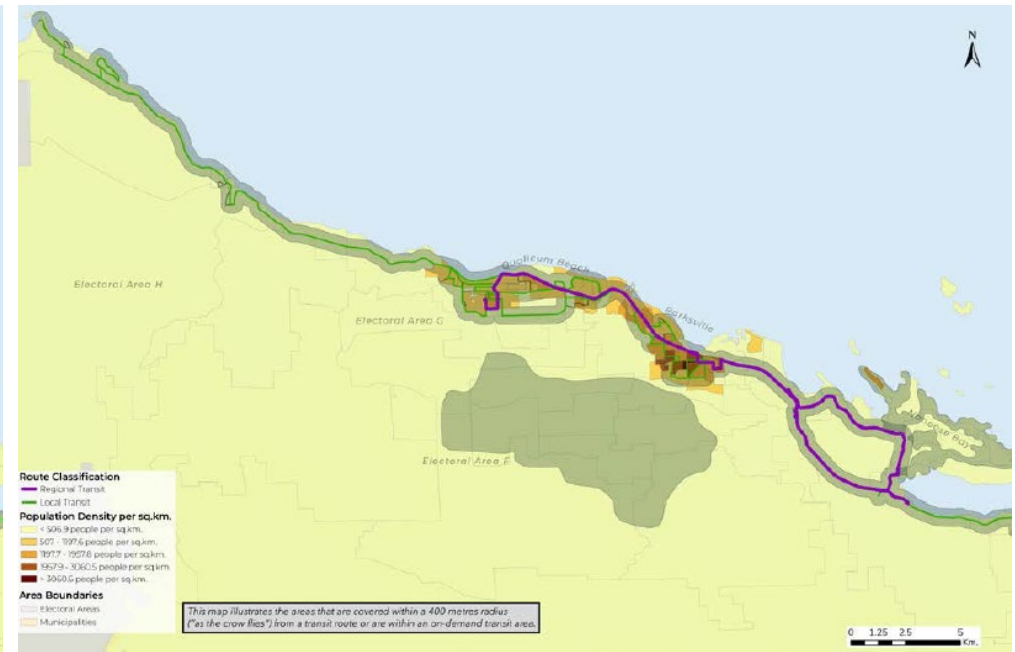 N
Qualicum Beach
Parksville
Electoral Area H
Electoral Area G
Electoral Area E
Nanoose Bay
Route Classification
Regional Transit
Local Transit
Population Density per sq.km.
< 506.9 people per sq.km.
507 - 1197.6 people per sq.km.
1197.7 - 1957.8 people per sq.km.
1957.9 - 3060.5 people per sq.km.
> 3060.5 people per sq.km.
Area Boundaries
Electoral Areas
Municipalities
This map illustrates the areas that are covered within a 400 metres radius
("as the crow flies") from a transit route or are within an on-demand transit area.
0 1.25 2.5 5
Km.